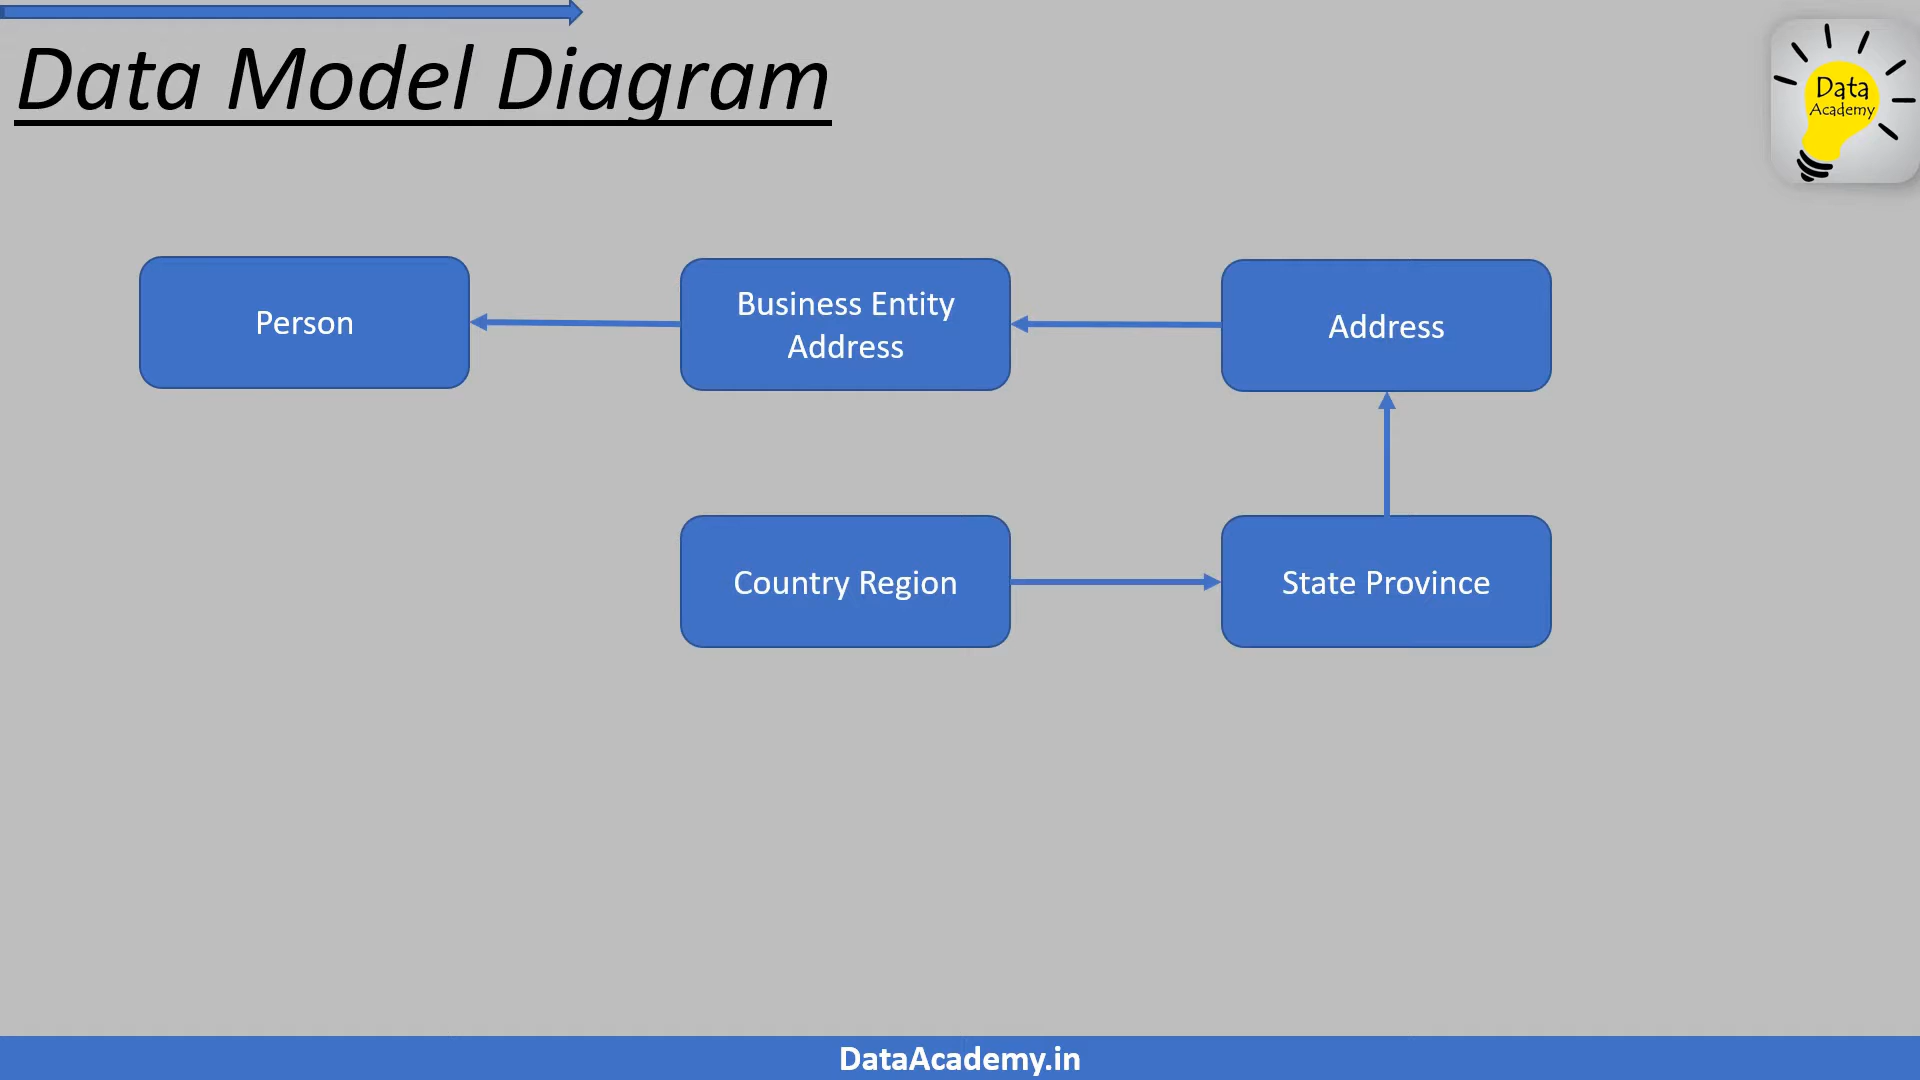 Data Model Diagram
Data
Academy
Person
Business Entity
Address
Address
Country Region
State Province
DataAcademy.in